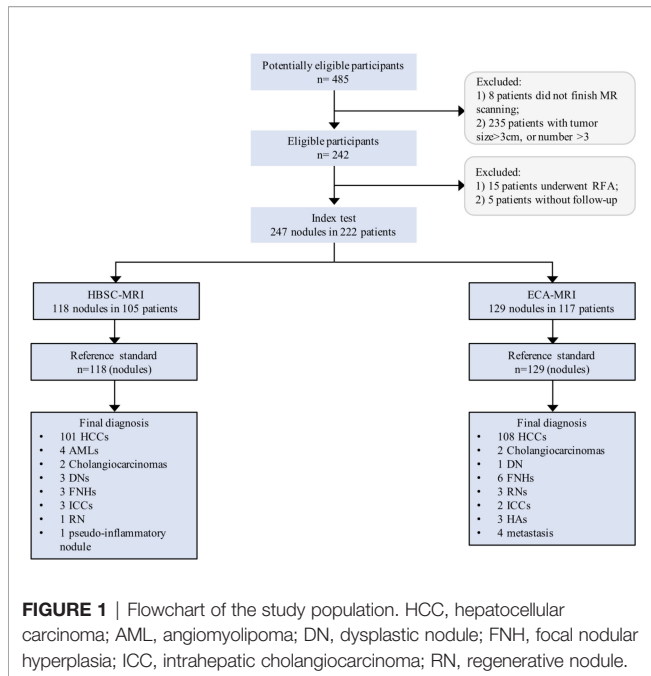 Potentially eligible participants
n= 485
Excluded:
1) 8 patients did not finish MR
scanning;
2) 235 patients with tumor
size>3cm, or number >3
Eligible participants
n= 242
Excluded:
1) 15 patients underwent RFA;
2) 5 patients without follow-up
Index test
247 nodules in 222 patients
HBSC-MRI
118 nodules in 105 patients
ECA-MRI
129 nodules in 117 patients
Reference standard
n=118 (nodules)
Reference standard
n=129 (nodules)
Final diagnosis
• 101 HCCs
• 4 AMLs
• 2 Cholangiocarcinomas
• 3 DNs
• 3 FNHs
• 3 ICCs
• 1 RN
• 1 pseudo-inflammatory
nodule
Final diagnosis
• 108 HCCs
• 2 Cholangiocarcinomas
• 1 DN
• 6 FNHs
• 3 RNs
• 2 ICCs
• 3 HAs
• 4 metastasis
FIGURE 1 | Flowchart of the study population. HCC, hepatocellular
carcinoma; AML, angiomyolipoma; DN, dysplastic nodule; FNH, focal nodular
hyperplasia; ICC, intrahepatic cholangiocarcinoma; RN, regenerative nodule.